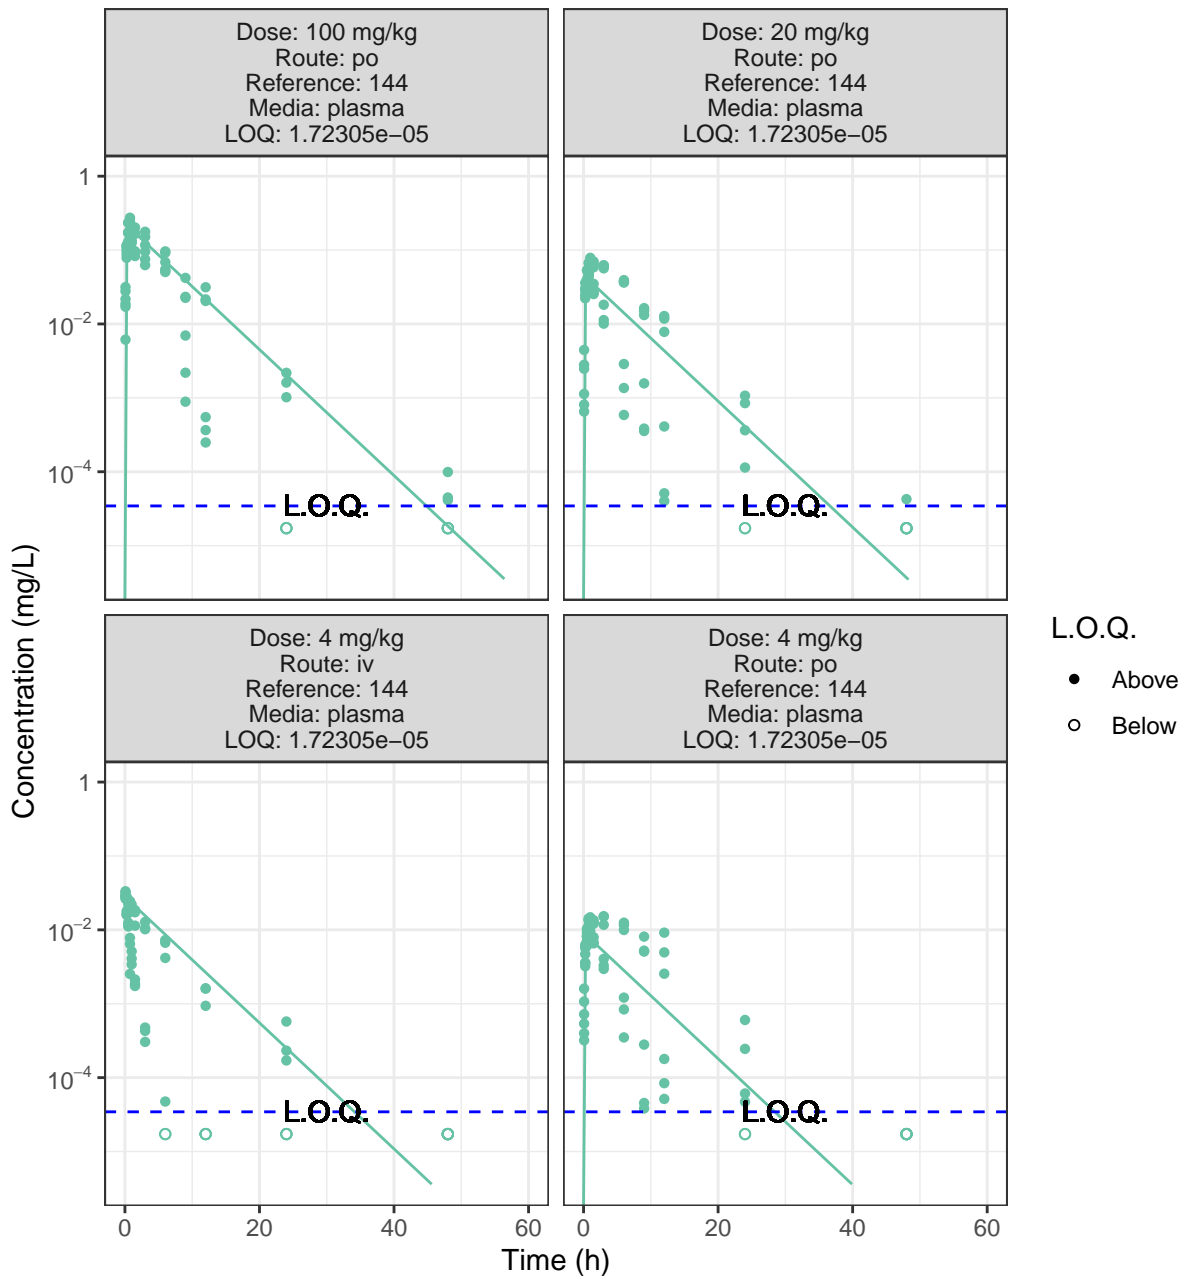 Dose: 100 mg/kg
Route: po
Reference: 144
Media: plasma
LOQ: 1.72305e−05
Dose: 20 mg/kg
Route: po
Reference: 144
Media: plasma
LOQ: 1.72305e−05
1
10−2
10−4
L.O.Q.
L.O.Q.
Dose: 4 mg/kg
Route: iv
Reference: 144
Media: plasma
LOQ: 1.72305e−05
Dose: 4 mg/kg
Route: po
Reference: 144
Media: plasma
LOQ: 1.72305e−05
1
10−2
10−4
L.O.Q.
L.O.Q.
0 20 40 60
0 20 40 60
Time (h)
Concentration (mg/L)
L.O.Q.
Above
Below